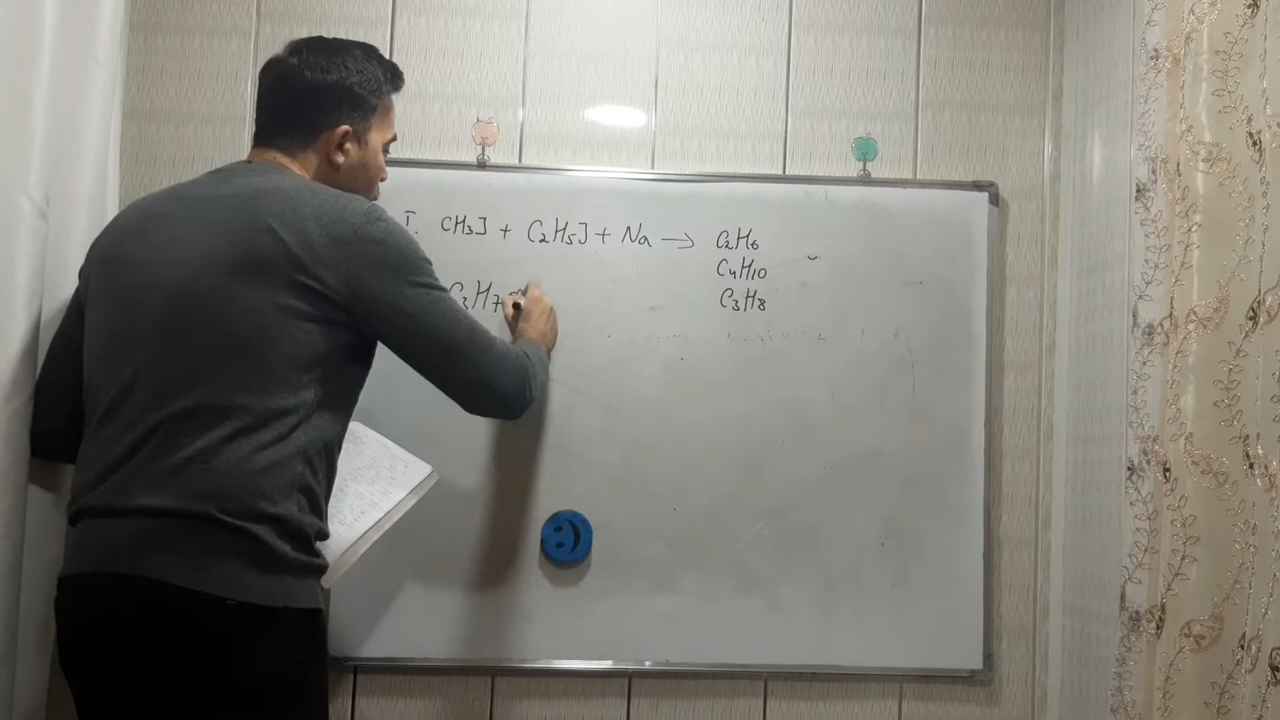 I. CH3J + C2H5J + Na → C2H6
C4H10
C3H7
C3H8